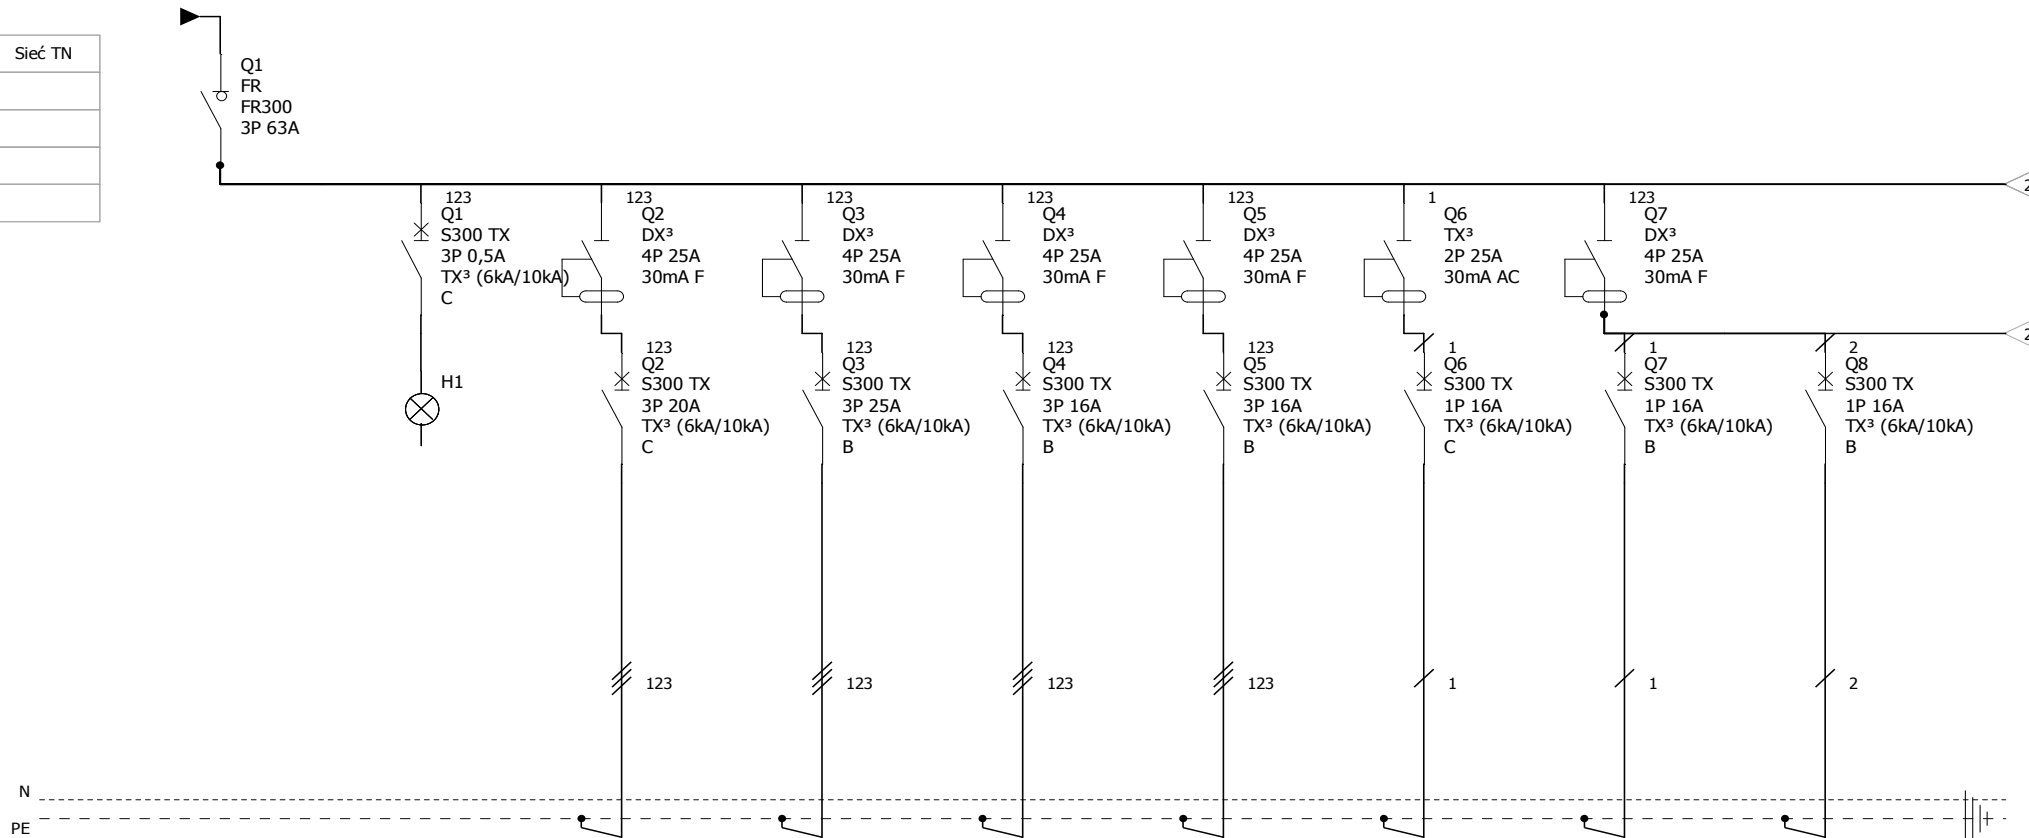 Sieć TN
Q1
FR
FR300
3P 63A
123
Q1
S300 TX
3P 0,5A
TX³ (6kA/10kA)
C
H1
123
Q2
DX³
4P 25A
30mA F
123
Q3
DX³
4P 25A
30mA F
123
Q4
DX³
4P 25A
30mA F
123
Q5
DX³
4P 25A
30mA F
1
Q6
TX³
2P 25A
30mA AC
123
Q7
DX³
4P 25A
30mA F
2
2
123
Q2
S300 TX
3P 20A
TX³ (6kA/10kA)
C
123
Q3
S300 TX
3P 25A
TX³ (6kA/10kA)
B
123
Q4
S300 TX
3P 16A
TX³ (6kA/10kA)
B
123
Q5
S300 TX
3P 16A
TX³ (6kA/10kA)
B
1
Q6
S300 TX
1P 16A
TX³ (6kA/10kA)
C
1
Q7
S300 TX
1P 16A
TX³ (6kA/10kA)
B
2
Q8
S300 TX
1P 16A
TX³ (6kA/10kA)
B
123
123
123
123
1
1
2
N
PE